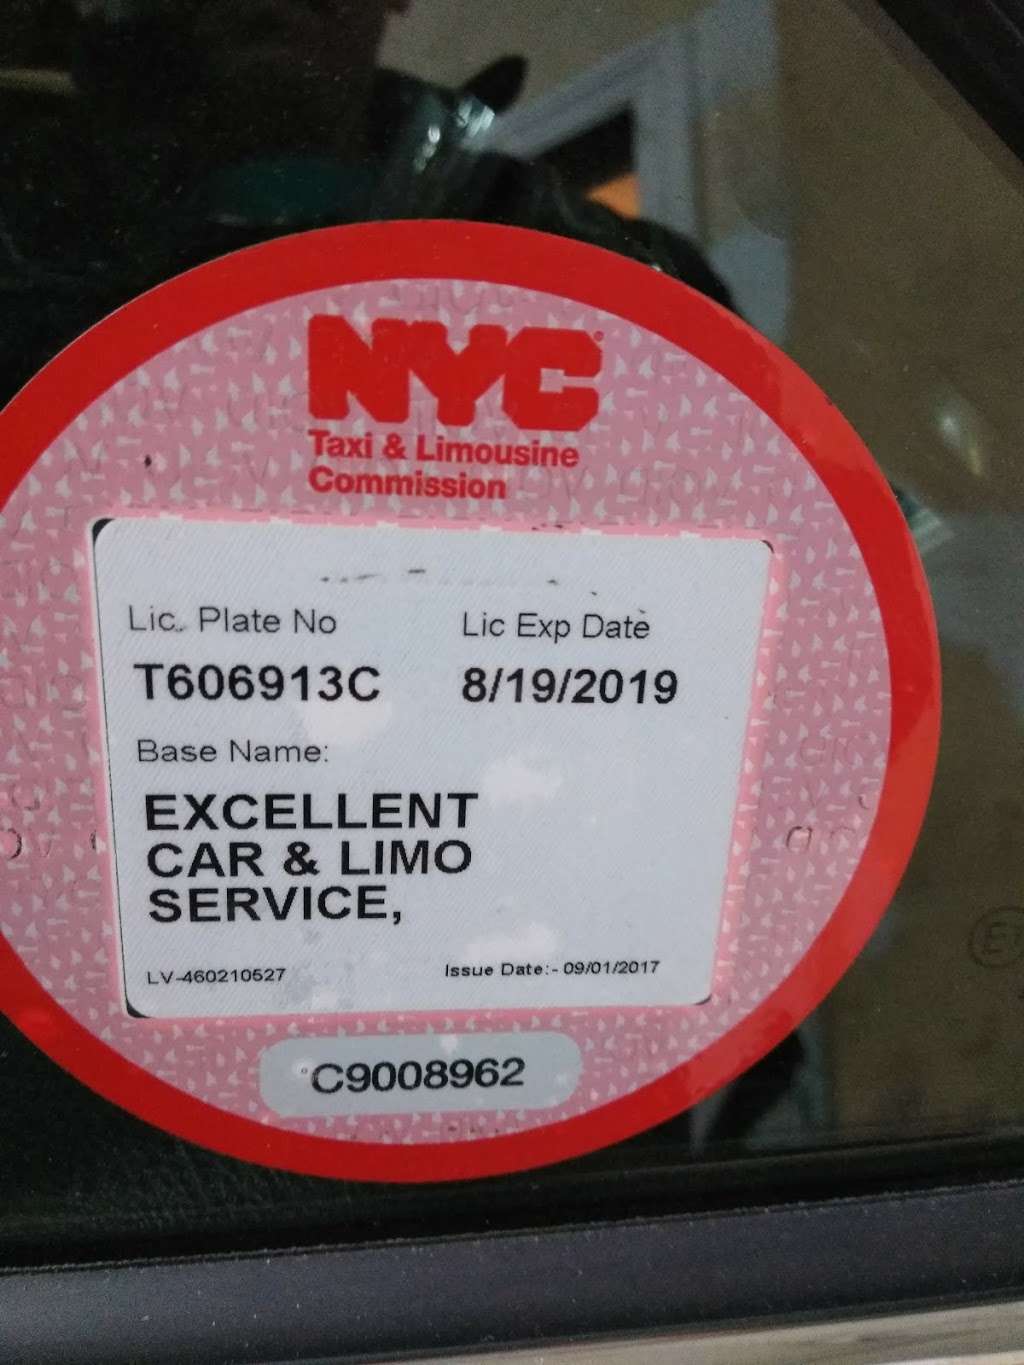 NYC
Taxi & Limousine
Commission
Lic. Plate No Lic Exp Date
T606913C 8/19/2019
Base Name:
EXCELLENT
CAR & LIMO
SERVICE,
LV-460210527 Issue Date:- 09/01/2017
C9008962